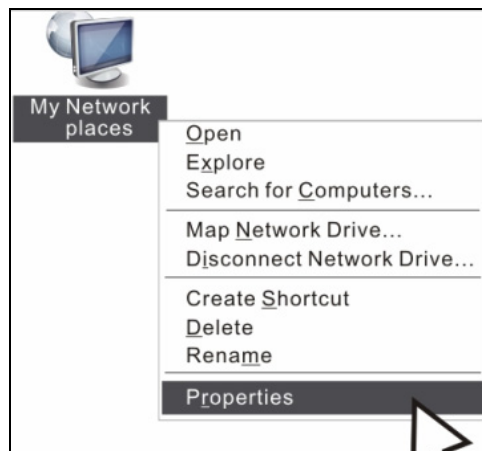 My Network
places
Open
Explore
Search for Computers...
Map Network Drive...
Disconnect Network Drive...
Create Shortcut
Delete
Rename
Properties